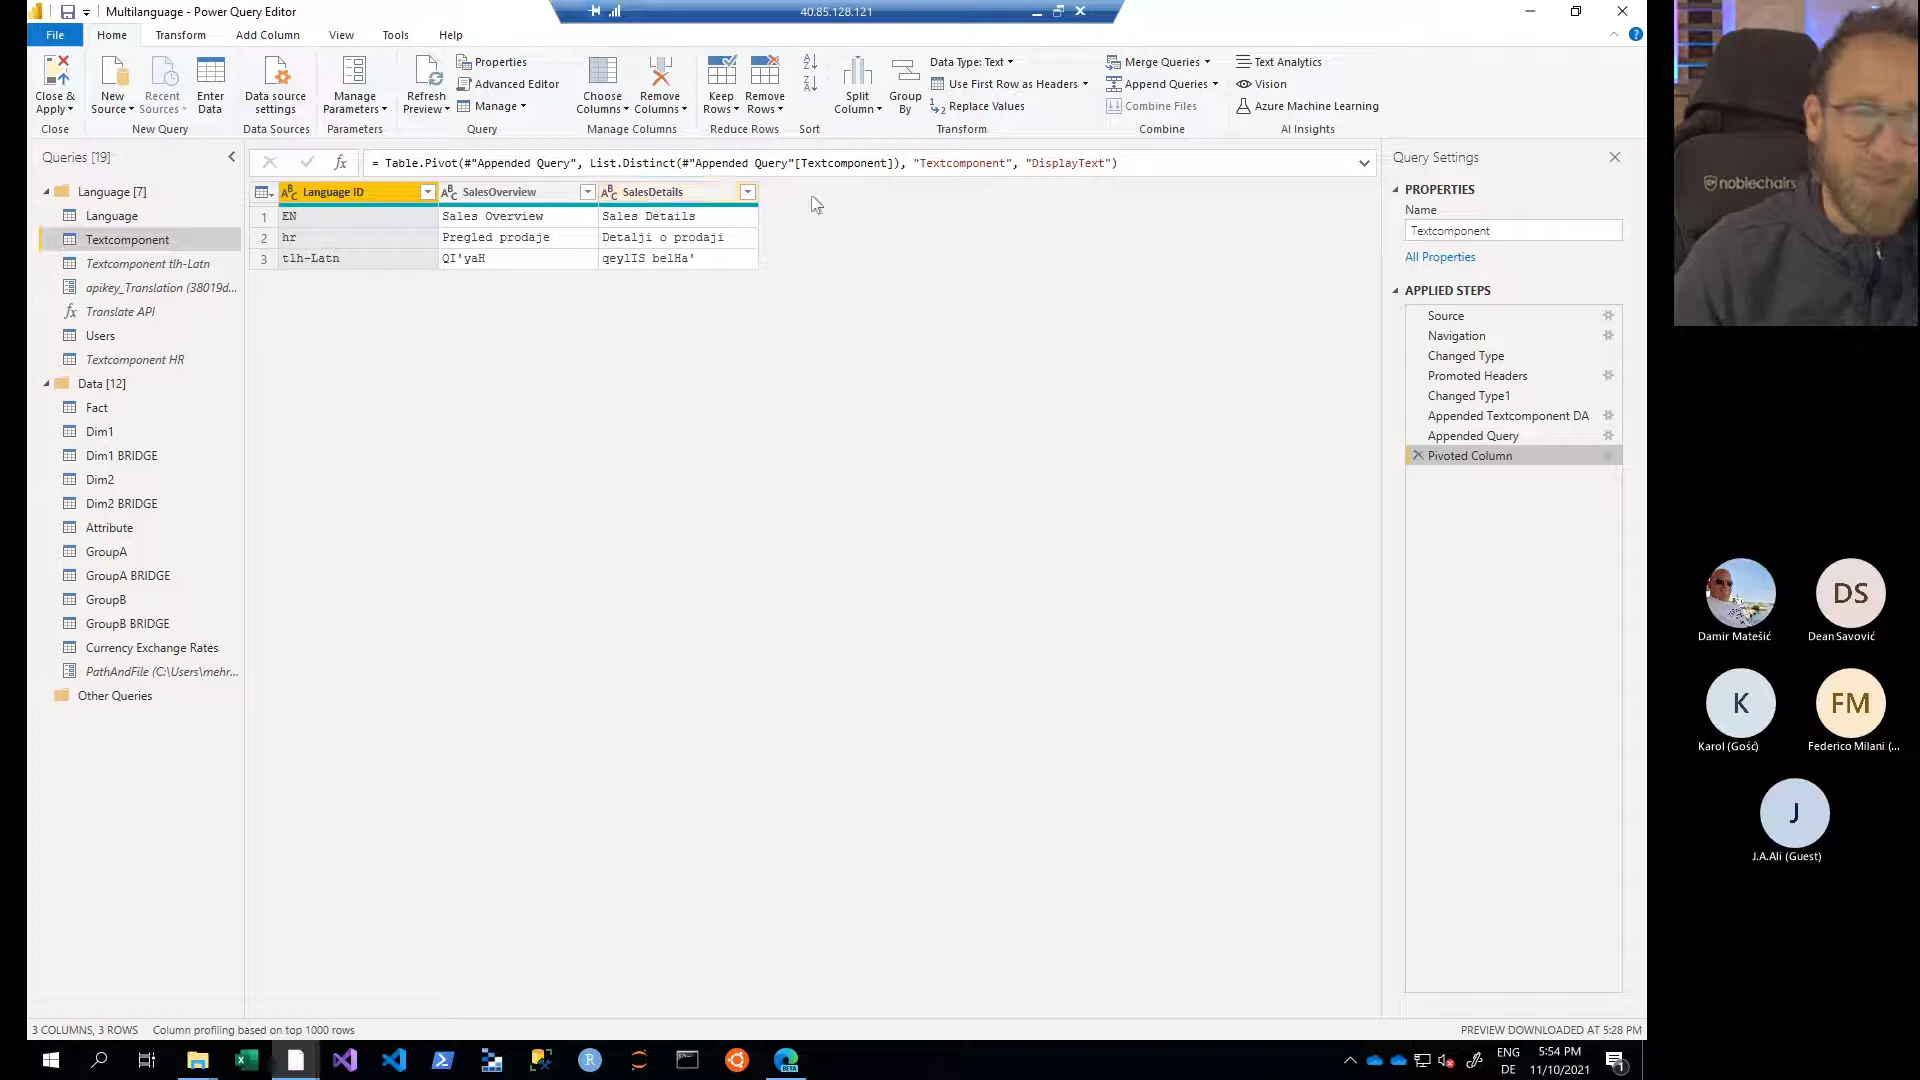 Multilanguage - Power Query Editor
40.85.128.121
File Home Transform Add Column View Tools Help
Close & Apply
New Source
Recent Sources
Enter Data
Data source settings
Manage Parameters
Refresh Preview
Properties
Advanced Editor
Manage
Choose Columns
Remove Columns
Keep Rows
Remove Rows
Split Column
Group By
Data Type: Text
Use First Row as Headers
Replace Values
Merge Queries
Append Queries
Combine Files
Text Analytics
Vision
Azure Machine Learning
Close New Query Data Sources Parameters Query Manage Columns Reduce Rows Sort Transform Combine AI Insights
Queries [19]
Language [7]
Language
Textcomponent
Textcomponent tlh-Latn
apikey_Translation (38019d...
Translate API
Users
Textcomponent HR
Data [12]
Fact
Dim1
Dim1 BRIDGE
Dim2
Dim2 BRIDGE
Attribute
GroupA
GroupA BRIDGE
GroupB
GroupB BRIDGE
Currency Exchange Rates
PathAndFile (C:\Users\mehr...
Other Queries
fx = Table.Pivot(#"Appended Query", List.Distinct(#"Appended Query"[Textcomponent]), "Textcomponent", "DisplayText")
Language ID SalesOverview SalesDetails
1 EN Sales Overview Sales Details
2 hr Pregled prodaje Detalji o prodaji
3 tlh-Latn QI'yaH qeylIS belHa'
Query Settings
PROPERTIES
Name
Textcomponent
All Properties
APPLIED STEPS
Source
Navigation
Changed Type
Promoted Headers
Changed Type1
Appended Textcomponent DA
Appended Query
Pivoted Column
3 COLUMNS, 3 ROWS Column profiling based on top 1000 rows
PREVIEW DOWNLOADED AT 5:28 PM
ENG
DE
5:54 PM
11/10/2021
1
noblechairs
Damir Matešić
DS
Dean Savović
K
Karol (Gość)
FM
Federico Milani (...
J
J.A.Ali (Guest)